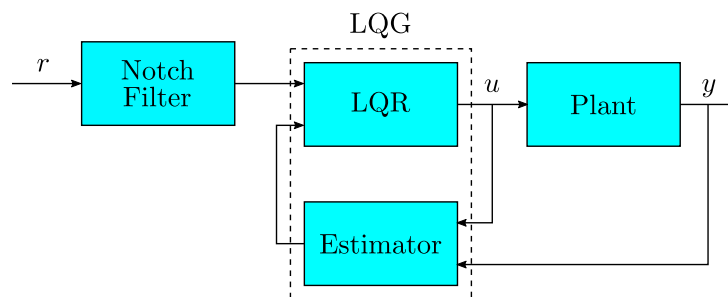 LQG
r
Notch
Filter
LQR
u
Plant
y
Estimator